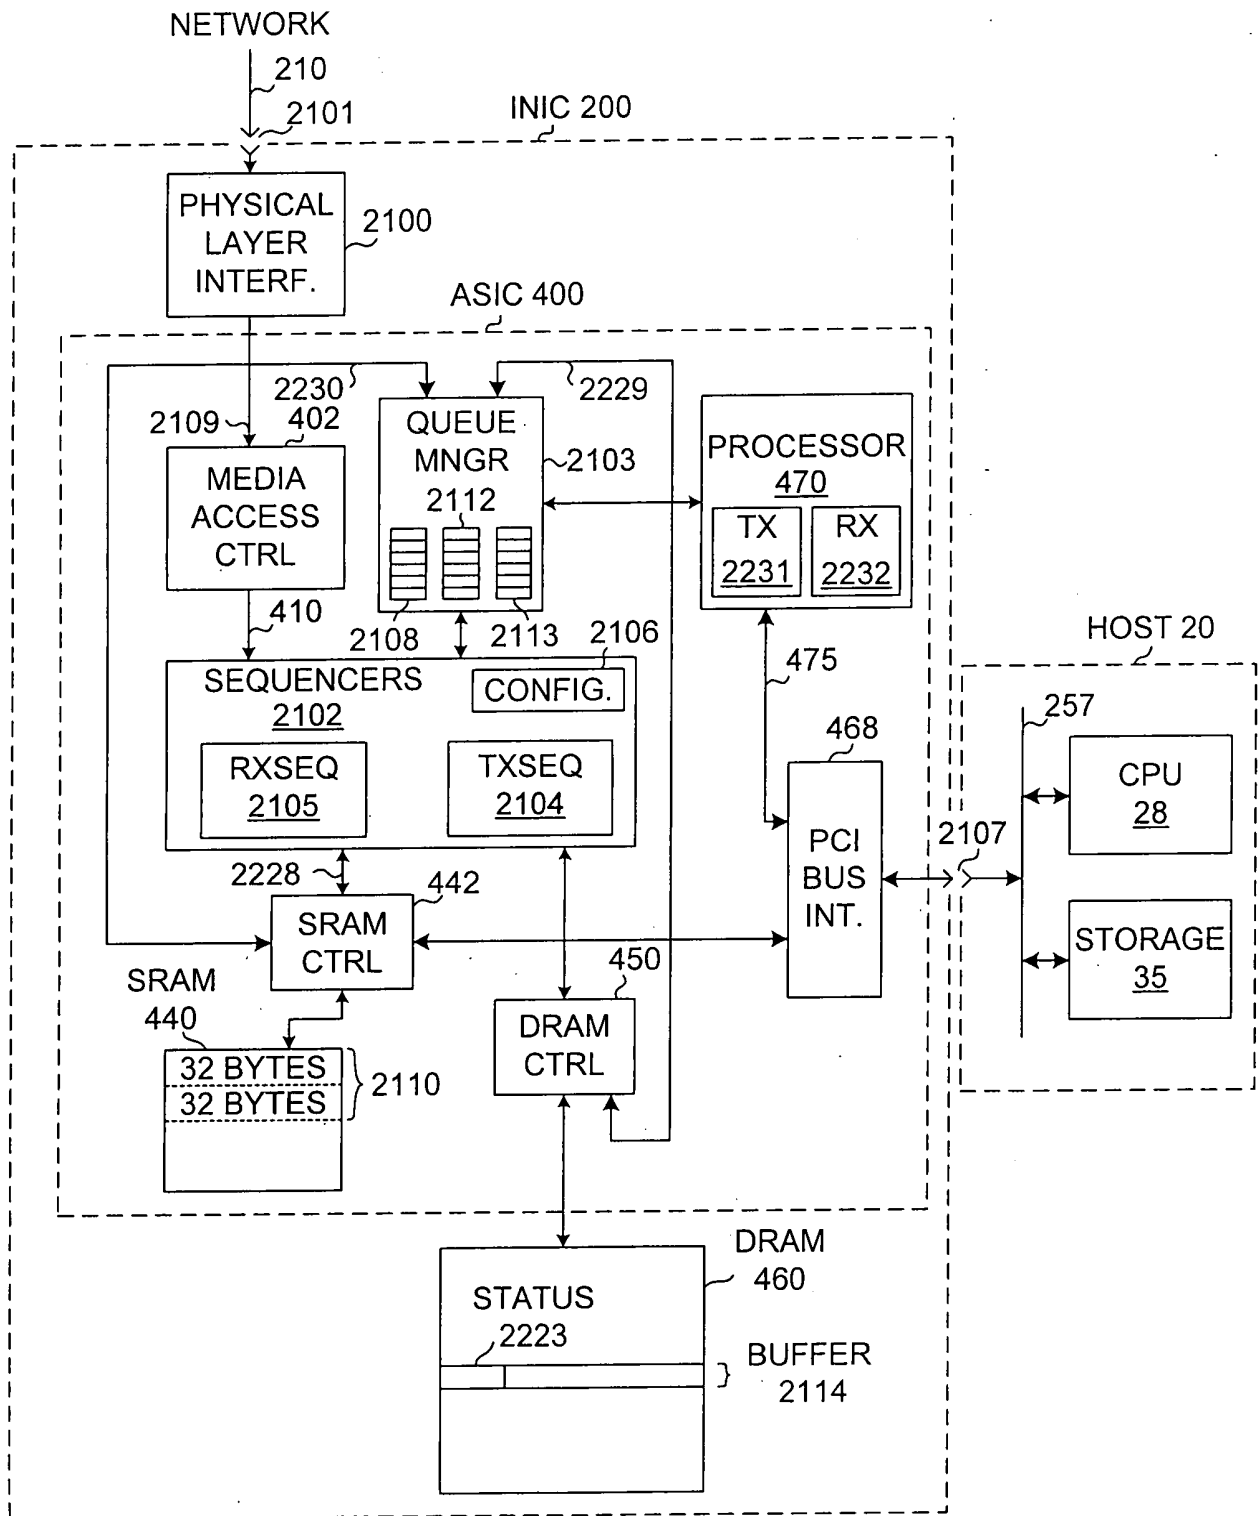 NETWORK
210
2101
INIC 200
PHYSICAL
LAYER
INTERF.
2100
ASIC 400
2230
2229
2109
402
MEDIA
ACCESS
CTRL
QUEUE
MNGR
2112
2103
PROCESSOR
470
TX
2231
RX
2232
410
2108
2113
2106
SEQUENCERS
2102
CONFIG.
RXSEQ
2105
TXSEQ
2104
475
468
PCI
BUS
INT.
HOST 20
257
CPU
28
2107
STORAGE
35
2228
442
SRAM
CTRL
450
DRAM
CTRL
SRAM
440
32 BYTES
32 BYTES
2110
DRAM
460
STATUS
2223
BUFFER
2114